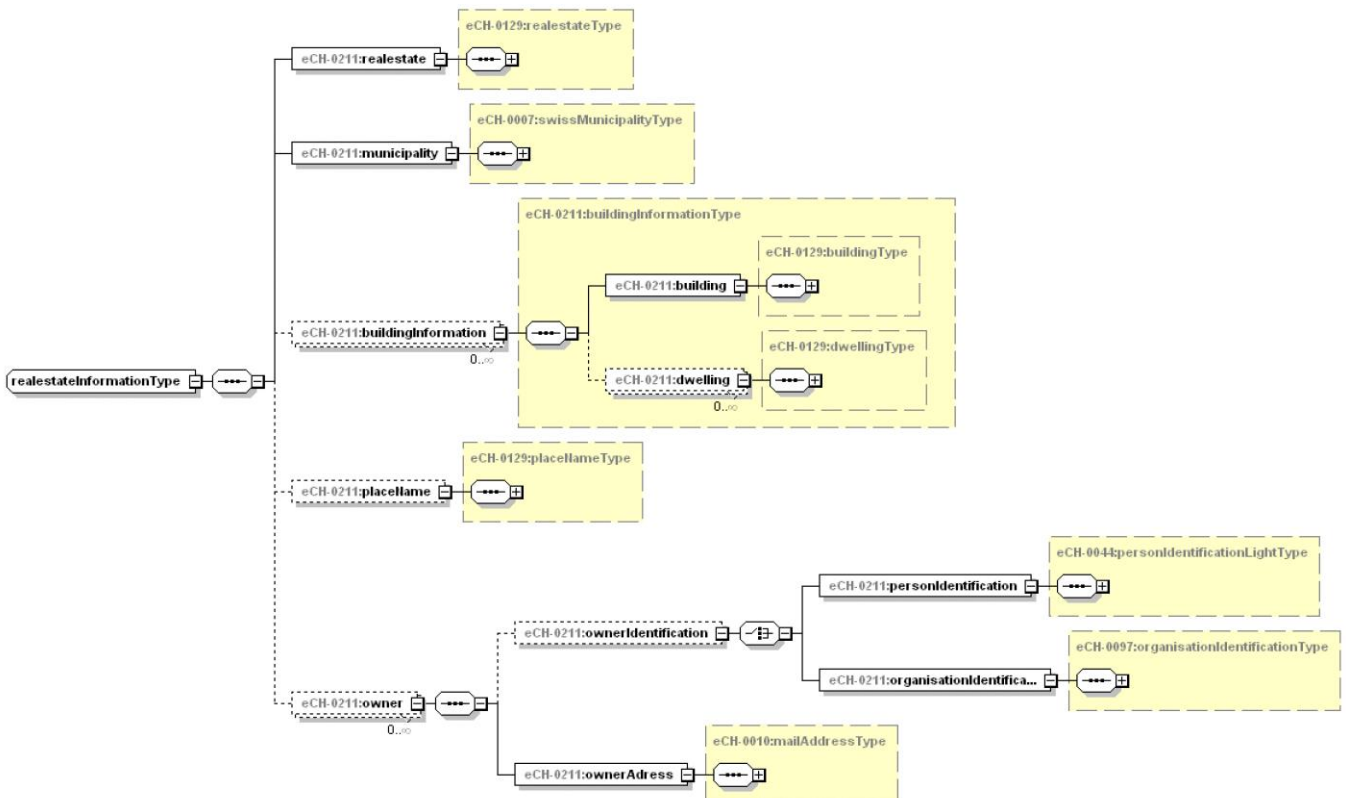 eCH-0129:realestateType
eCH-0211:realestate
eCH-0007:swissMunicipalityType
eCH-0211:municipality
eCH-0211:buildingInformationType
eCH-0129:buildingType
eCH-0211:building
eCH-0211:buildingInformation
0..∞
eCH-0129:dwellingType
eCH-0211:dwelling
0..∞
realestateInformationType
eCH-0129:placeNameType
eCH-0211:placeName
eCH-0044:personIdentificationLightType
eCH-0211:personIdentification
eCH-0211:ownerIdentification
eCH-0097:organisationIdentificationType
eCH-0211:organisationIdentifica...
eCH-0211:owner
0..∞
eCH-0010:mailAddressType
eCH-0211:ownerAdress